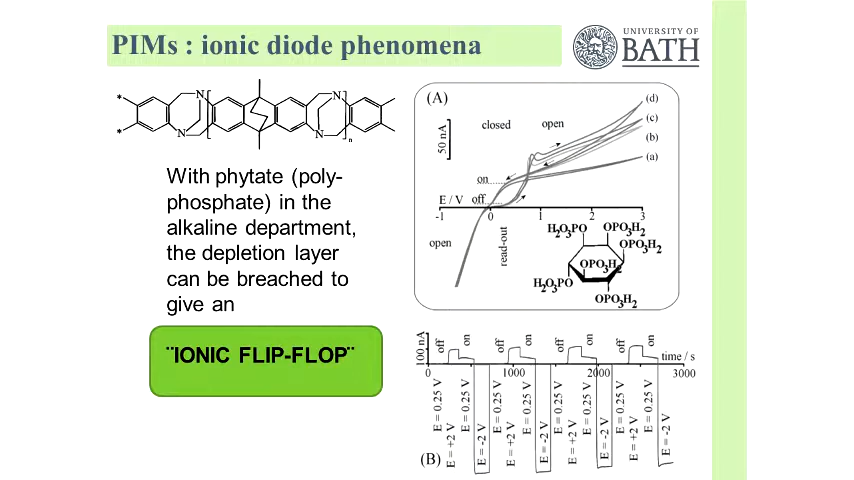 PIMs : ionic diode phenomena
UNIVERSITY OF
BATH
N
N
N
N
*
*
n
With phytate (poly-
phosphate) in the
alkaline department,
the depletion layer
can be breached to
give an
¨IONIC FLIP-FLOP¨
(A)
50 nA
closed
open
(d)
(c)
(b)
(a)
on
off
E / V
-1
0
1
2
3
open
read-out
H2O3PO
OPO3H2
OPO3H2
OPO3H2
H2O3PO
OPO3H2
00 nA
off
on
off
on
off
on
off
on
time / s
0
1000
2000
3000
E = 0.25 V
E = +2 V
E = 0.25 V
E = -2 V
E = 0.25 V
E = +2 V
E = 0.25 V
E = -2 V
E = 0.25 V
E = +2 V
E = 0.25 V
E = -2 V
E = 0.25 V
E = +2 V
E = 0.25 V
E = -2 V
(B)